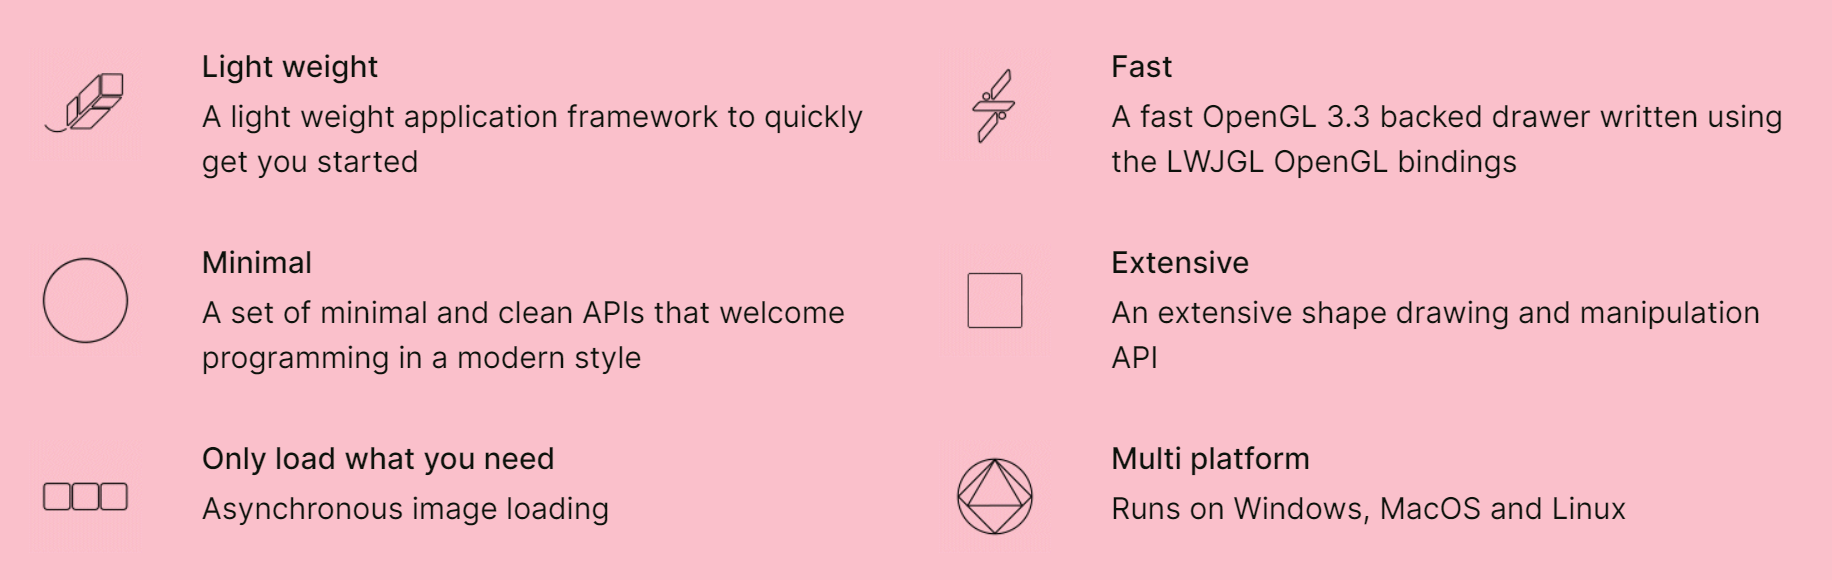 Light weight
A light weight application framework to quickly
get you started
Fast
A fast OpenGL 3.3 backed drawer written using
the LWJGL OpenGL bindings
Minimal
A set of minimal and clean APIs that welcome
programming in a modern style
Extensive
An extensive shape drawing and manipulation
API
Only load what you need
Asynchronous image loading
Multi platform
Runs on Windows, MacOS and Linux